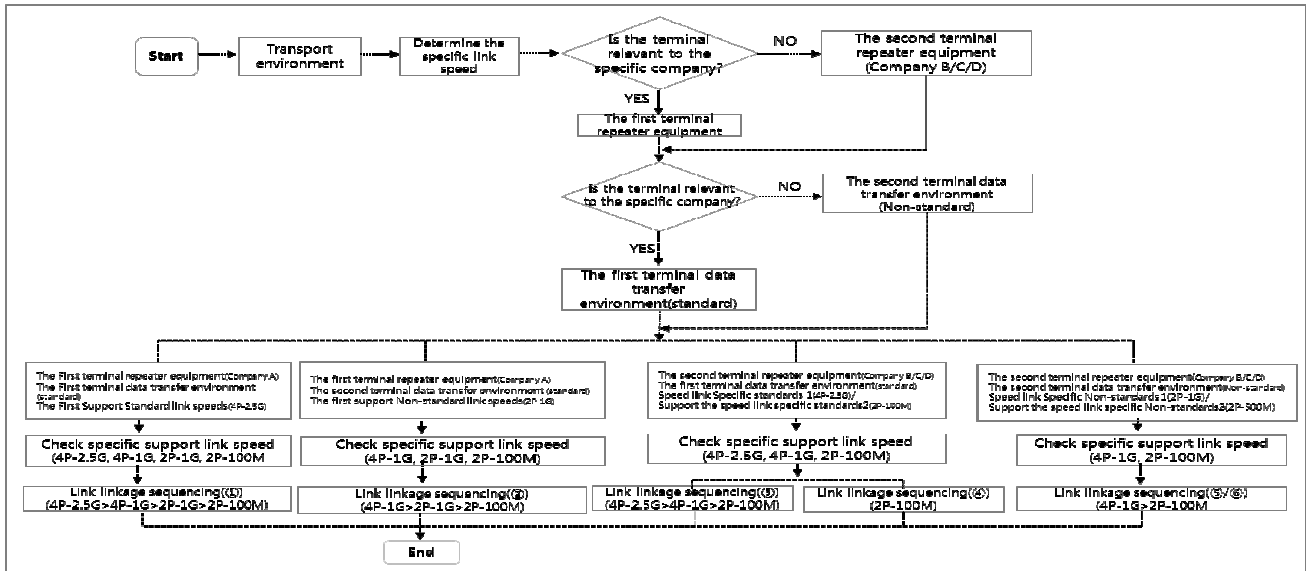 Start
Transport
environment
Determine the
specific link
speed
Is the terminal
relevant to the
specific company?
NO
The second terminal
repeater equipment
(Company B/C/D)
YES
The first terminal
repeater equipment
Is the terminal relevant
to the specific company?
NO
The second terminal data
transfer environment
(Non-standard)
YES
The first terminal data
transfer
environment(standard)
The First terminal repeater equipment(Company A)
The First terminal data transfer environment
(standard)
The First Support Standard link speeds(4P-2.5G)
Check specific support link speed
(4P-2.5G, 4P-1G, 2P-1G, 2P-100M
Link linkage sequencing(①)
(4P-2.5G>4P-1G>2P-1G>2P-100M)
The first terminal repeater equipment(Company A)
The second terminal data transfer environment (standard)
The first support Non-standard link speeds(2P-1G)
Check specific support link speed
(4P-1G, 2P-1G, 2P-100M)
Link linkage sequencing(②)
(4P-1G>2P-1G>2P-100M)
The second terminal repeater equipment(Company B/C/D)
The first terminal data transfer environment(standard)
Speed link Specific standards 1(4P-2.5G)/
Support the speed link specific standards2(2P-100M)
Check specific support link speed
(4P-2.5G, 4P-1G, 2P-100M)
Link linkage sequencing(③)
(4P-2.5G>4P-1G>2P-100M)
Link linkage sequencing(④)
(2P-100M)
The second terminal repeater equipment(Company B/C/D)
The second terminal data transfer environment(Non-standard)
Speed link Specific Non-standards 1(2P-1G)/
Support the speed link specific Non-standards2(2P-500M)
Check specific support link speed
(4P-1G, 2P-100M)
Link linkage sequencing(⑤/⑥)
(4P-1G>2P-100M
End